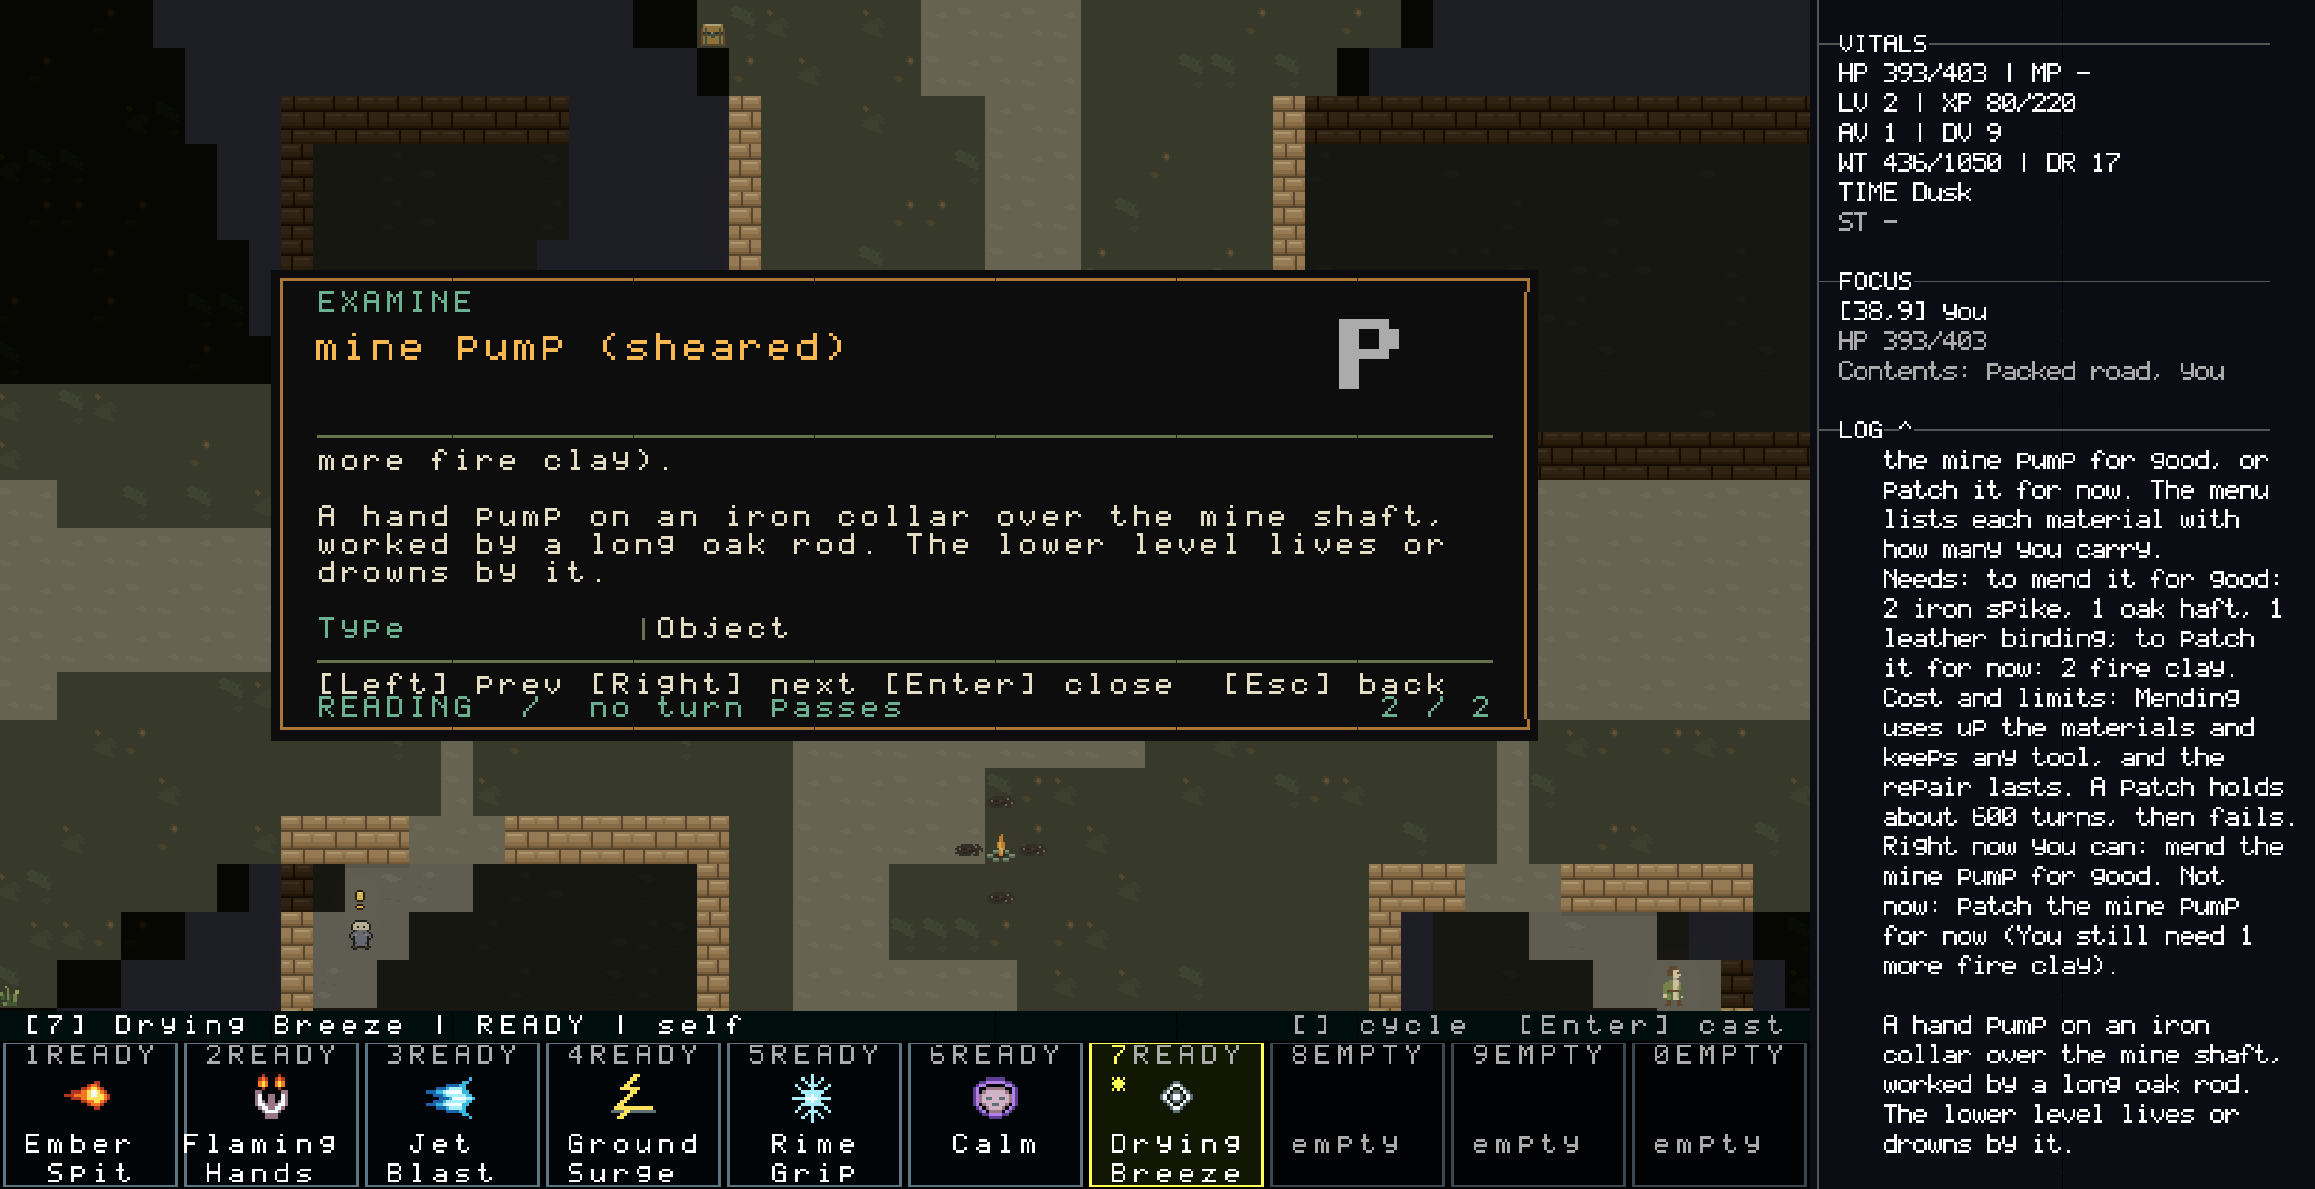 EXAMINE
mine pump (sheared)
P
more fire clay).
A hand pump on an iron collar over the mine shaft,
worked by a long oak rod. The lower level lives or
drowns by it.
Type |Object
[Left] prev [Right] next [Enter] close [Esc] back
READING / no turn passes 2 / 2
[7] Drying Breeze | READY | self [] cycle [Enter] cast
1READY 2READY 3READY 4READY 5READY 6READY 7READY 8EMPTY 9EMPTY 0EMPTY
*
Ember Spit
Flaming Hands
Jet Blast
Ground Surge
Rime Grip
Calm
Drying Breeze
empty
empty
empty
VITALS
HP 393/403 | MP -
LV 2 | XP 80/220
AV 1 | DV 9
WT 436/1050 | DR 17
TIME Dusk
ST -
FOCUS
[38,9] you
HP 393/403
Contents: Packed road, you
LOG ^
the mine pump for good, or
patch it for now. The menu
lists each material with
how many you carry.
Needs: to mend it for good:
2 iron spike, 1 oak haft, 1
leather binding; to patch
it for now: 2 fire clay.
Cost and limits: Mending
uses up the materials and
keeps any tool, and the
repair lasts. A patch holds
about 600 turns, then fails.
Right now you can: mend the
mine pump for good. Not
now: patch the mine pump
for now (You still need 1
more fire clay).
A hand pump on an iron
collar over the mine shaft,
worked by a long oak rod.
The lower level lives or
drowns by it.